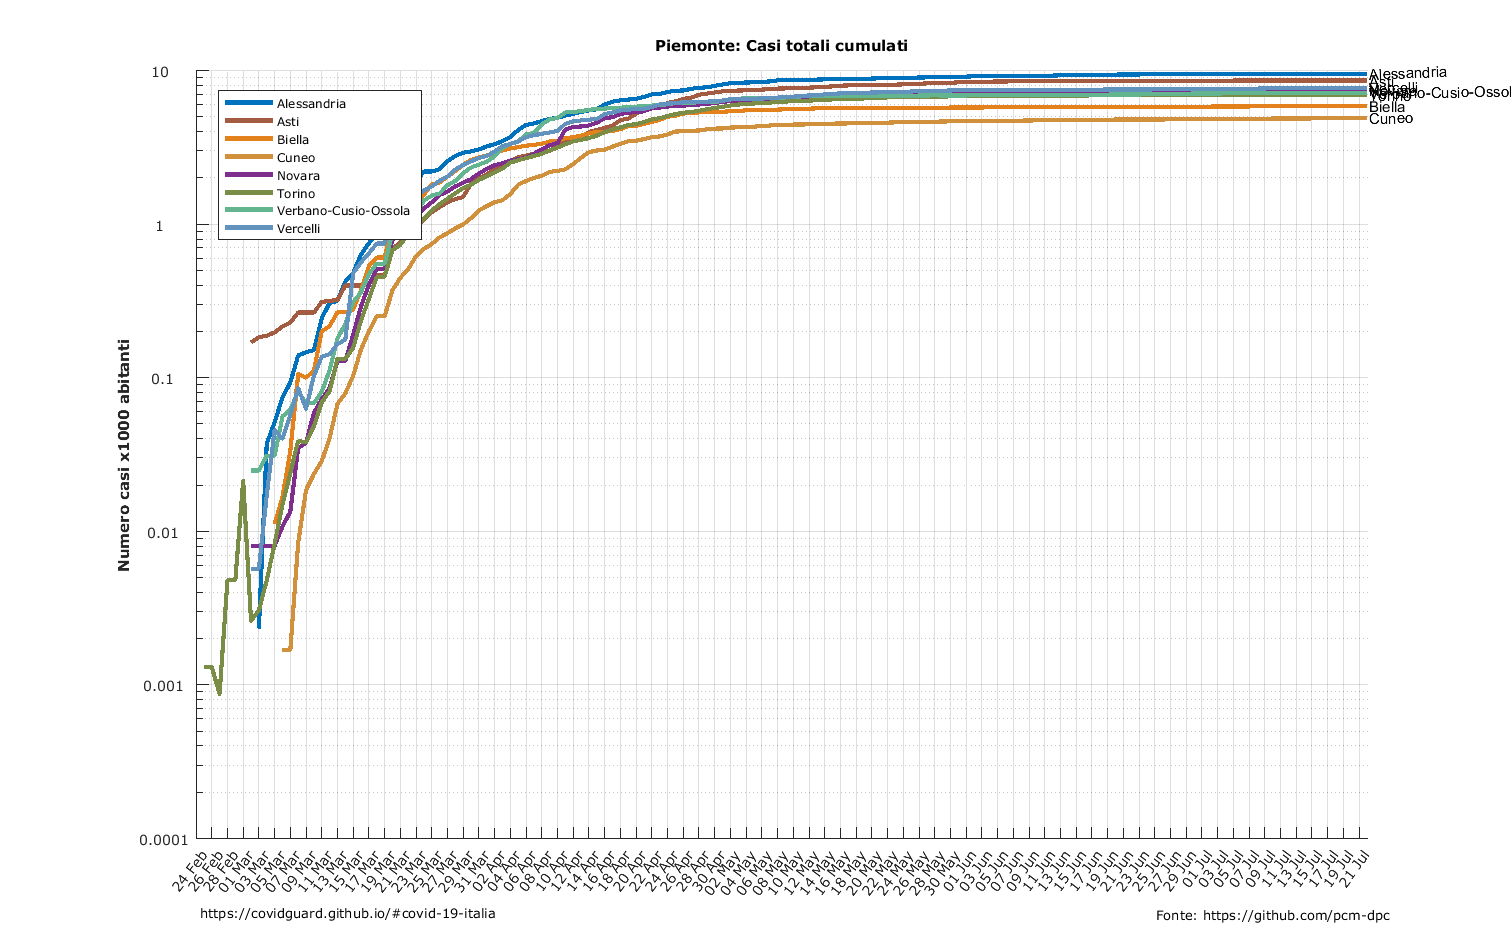 Piemonte: Casi totali cumulati
Numero casi x1000 abitanti
10
1
0.1
0.01
0.001
0.0001
Alessandria
Asti
Biella
Cuneo
Novara
Torino
Verbano-Cusio-Ossola
Vercelli
Alessandria
Asti
Vercelli
Novara
Verbano-Cusio-Ossola
Torino
Biella
Cuneo
24 Feb
26 Feb
28 Feb
01 Mar
03 Mar
05 Mar
07 Mar
09 Mar
11 Mar
13 Mar
15 Mar
17 Mar
19 Mar
21 Mar
23 Mar
25 Mar
27 Mar
29 Mar
31 Mar
02 Apr
04 Apr
06 Apr
08 Apr
10 Apr
12 Apr
14 Apr
16 Apr
18 Apr
20 Apr
22 Apr
24 Apr
26 Apr
28 Apr
30 Apr
02 May
04 May
06 May
08 May
10 May
12 May
14 May
16 May
18 May
20 May
22 May
24 May
26 May
28 May
30 May
01 Jun
03 Jun
05 Jun
07 Jun
09 Jun
11 Jun
13 Jun
15 Jun
17 Jun
19 Jun
21 Jun
23 Jun
25 Jun
27 Jun
29 Jun
01 Jul
03 Jul
05 Jul
07 Jul
09 Jul
11 Jul
13 Jul
15 Jul
17 Jul
19 Jul
21 Jul
https://covidguard.github.io/#covid-19-italia
Fonte: https://github.com/pcm-dpc